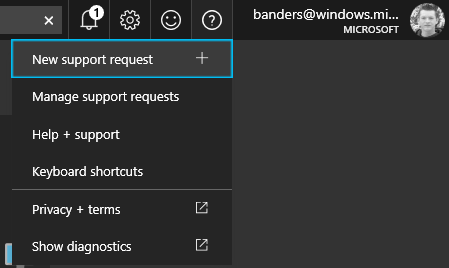 1
banders@windows.mi...
MICROSOFT
New support request
Manage support requests
Help + support
Keyboard shortcuts
Privacy + terms
Show diagnostics